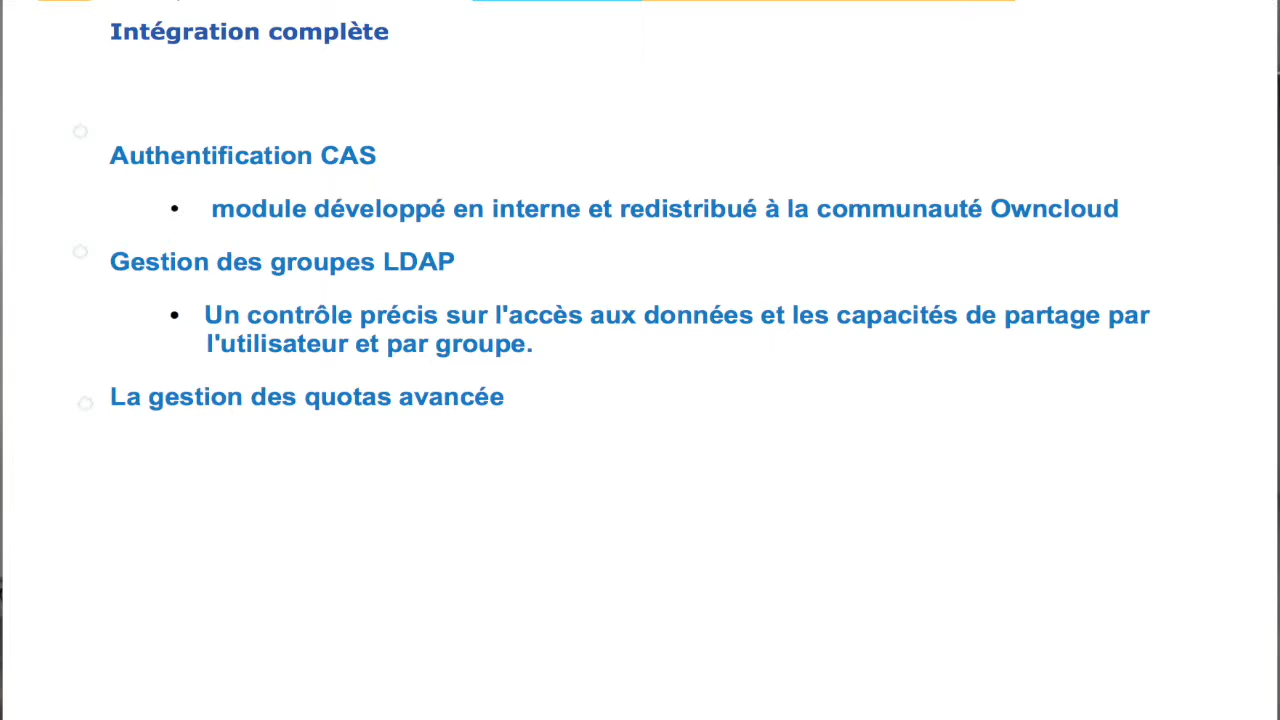 Intégration complète
Authentification CAS
• module développé en interne et redistribué à la communauté Owncloud
Gestion des groupes LDAP
• Un contrôle précis sur l'accès aux données et les capacités de partage par
l'utilisateur et par groupe.
La gestion des quotas avancée